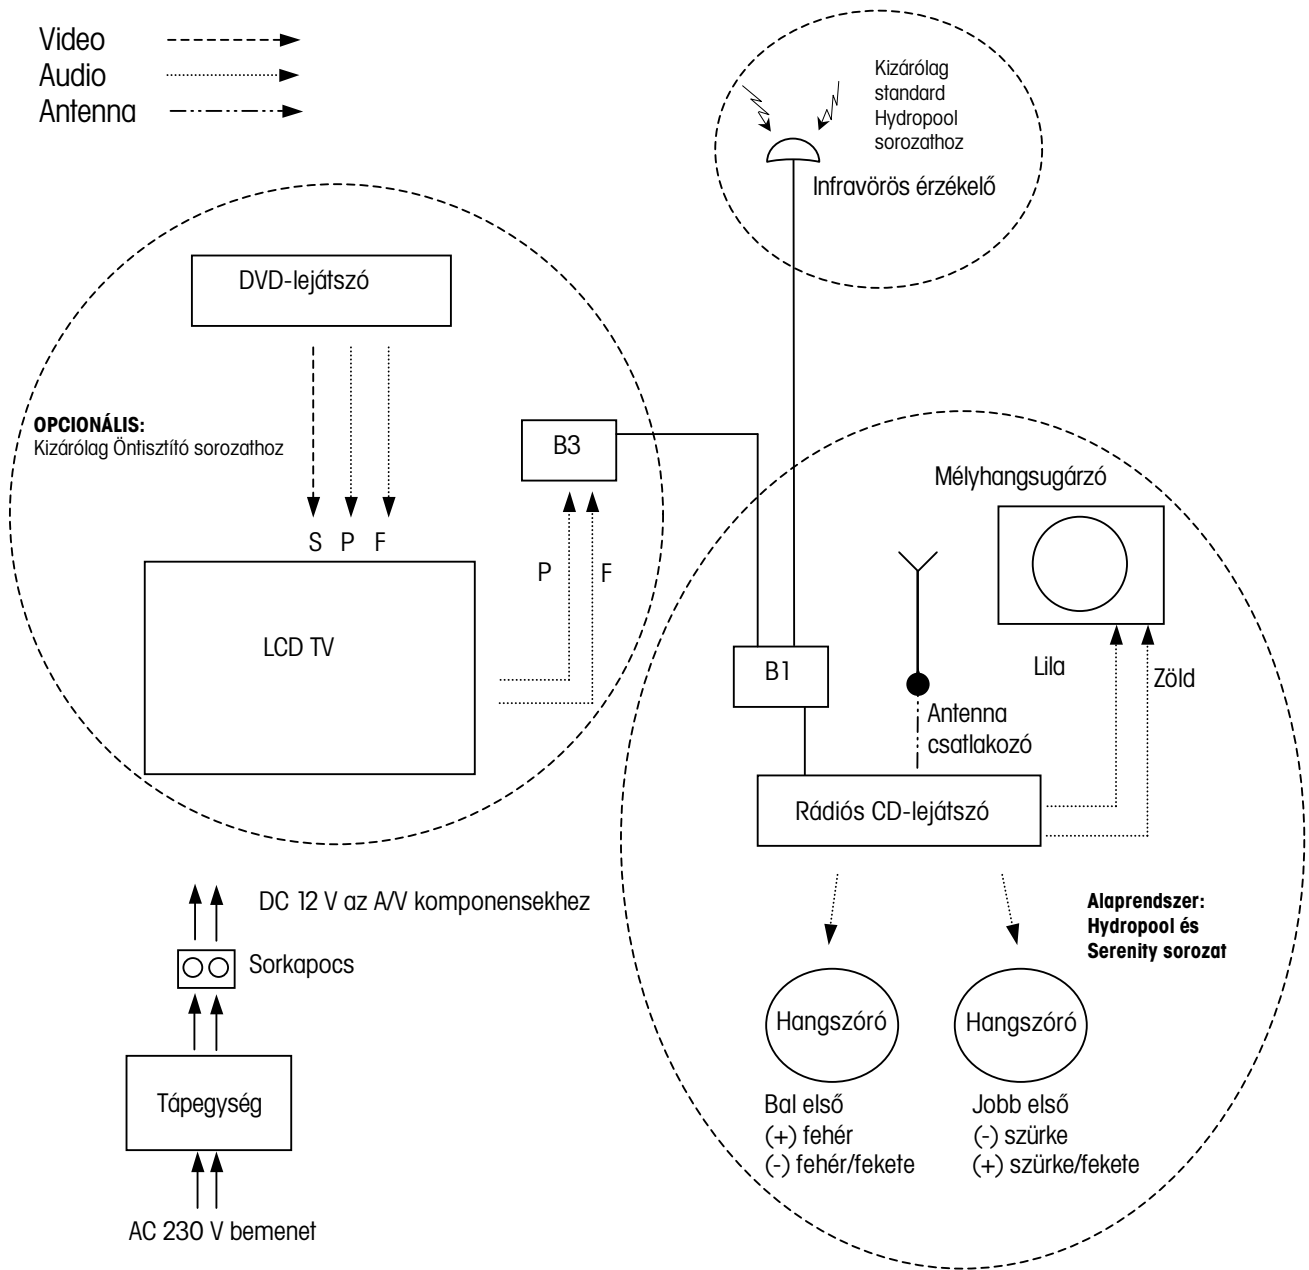 Video
Audio
Antenna
Kizárólag
standard
Hydropool
sorozathoz
Infravörös érzékelő
DVD-lejátszó
OPCIONÁLIS:
Kizárólag Öntisztító sorozathoz
S P F
LCD TV
B3
P F
Mélyhangsugárzó
B1
Lila
Zöld
Antenna
csatlakozó
Rádiós CD-lejátszó
Alaprendszer:
Hydropool és
Serenity sorozat
Hangszóró
Hangszóró
Bal első
(+) fehér
(-) fehér/fekete
Jobb első
(-) szürke
(+) szürke/fekete
DC 12 V az A/V komponensekhez
Sorkapocs
Tápegység
AC 230 V bemenet